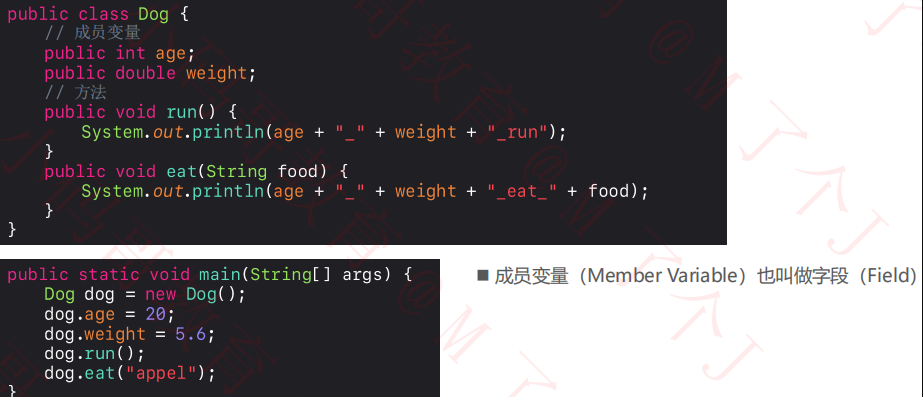 public class Dog {
    // 成员变量
    public int age;
    public double weight;
    // 方法
    public void run() {
        System.out.println(age + "_" + weight + "_run");
    }
    public void eat(String food) {
        System.out.println(age + "_" + weight + "_eat_" + food);
    }
}
public static void main(String[] args) {
    Dog dog = new Dog();
    dog.age = 20;
    dog.weight = 5.6;
    dog.run();
    dog.eat("appel");
}
■ 成员变量（Member Variable）也叫做字段（Field）